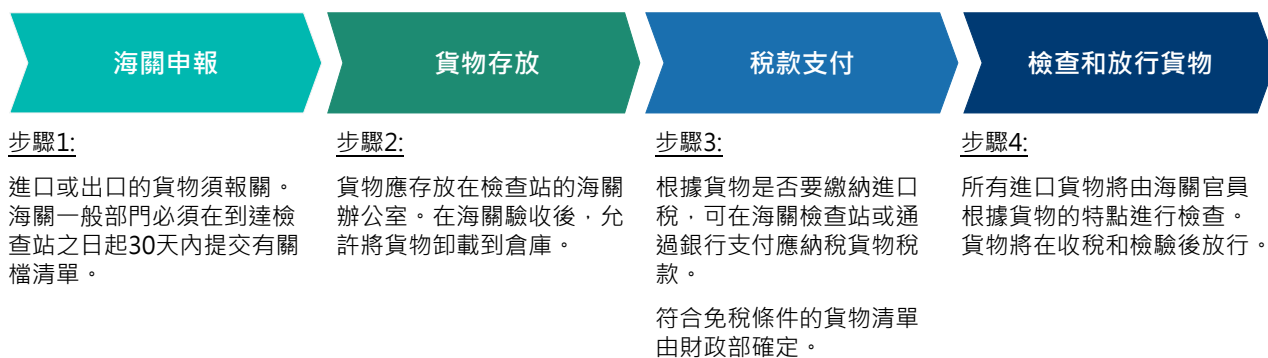 海關申報
貨物存放
稅款支付
檢查和放行貨物
步驟1:
進口或出口的貨物須報關。
海關一般部門必須在到達檢
查站之日起30天內提交有關
檔清單。
步驟2:
貨物應存放在檢查站的海關
辦公室。在海關驗收後，允
許將貨物卸載到倉庫。
步驟3:
根據貨物是否要繳納進口
稅，可在海關檢查站或通
過銀行支付應納稅貨物稅
款。
符合免稅條件的貨物清單
由財政部確定。
步驟4:
所有進口貨物將由海關官員
根據貨物的特點進行檢查。
貨物將在收稅和檢驗後放行。